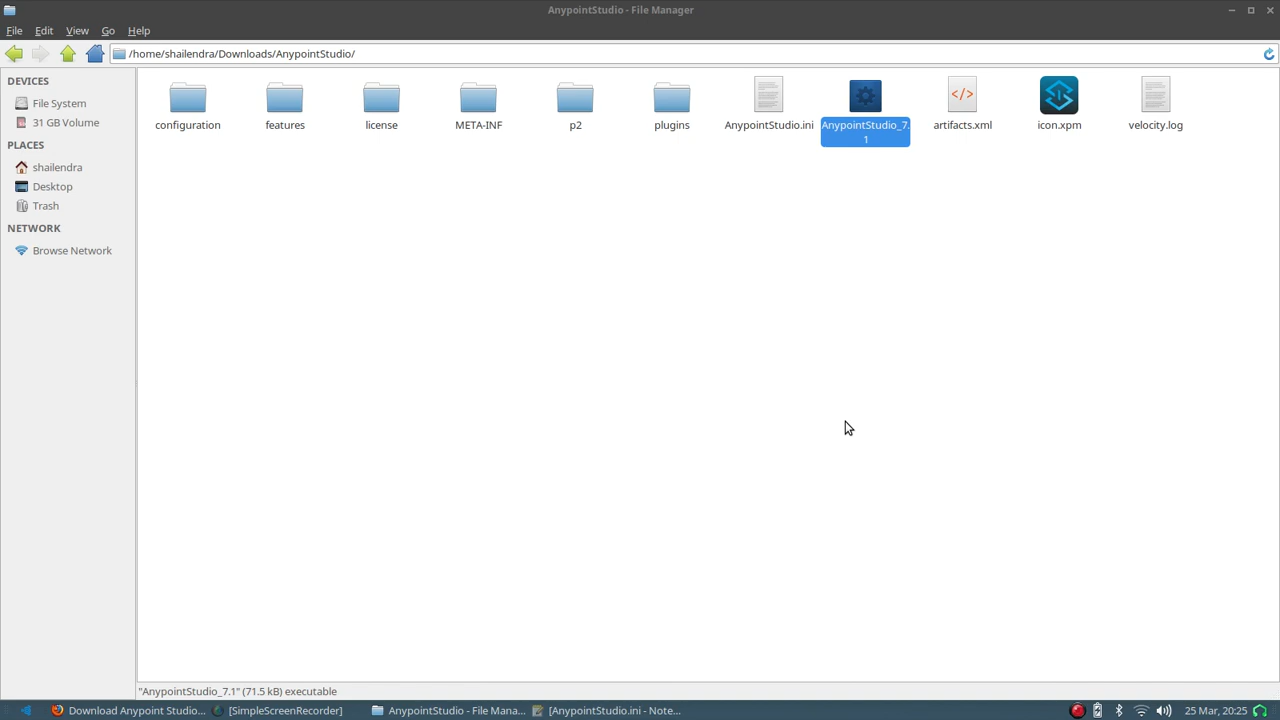 AnypointStudio - File Manager
File Edit View Go Help
/home/shailendra/Downloads/AnypointStudio/
DEVICES
File System
31 GB Volume
PLACES
shailendra
Desktop
Trash
NETWORK
Browse Network
configuration
features
license
META-INF
p2
plugins
AnypointStudio.ini
AnypointStudio_7.
1
artifacts.xml
icon.xpm
velocity.log
"AnypointStudio_7.1" (71.5 kB) executable
Download Anypoint Studio... [SimpleScreenRecorder] AnypointStudio - File Mana... [AnypointStudio.ini - Note... 25 Mar, 20:25